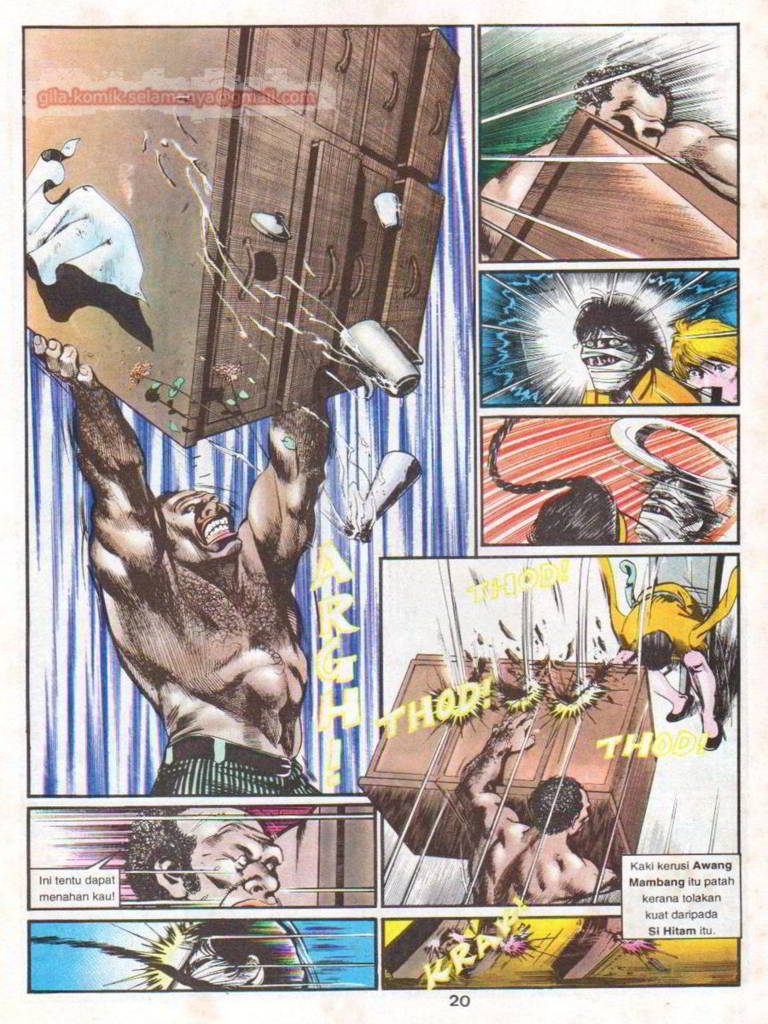 gila.komik.selamanya@gmail.com
ARGH!
THOD!
THOD!
THOD!
Ini tentu dapat
menahan kau!
Kaki kerusi Awang
Mambang itu patah
kerana tolakan
kuat daripada
Si Hitam itu.
KRAK!
20